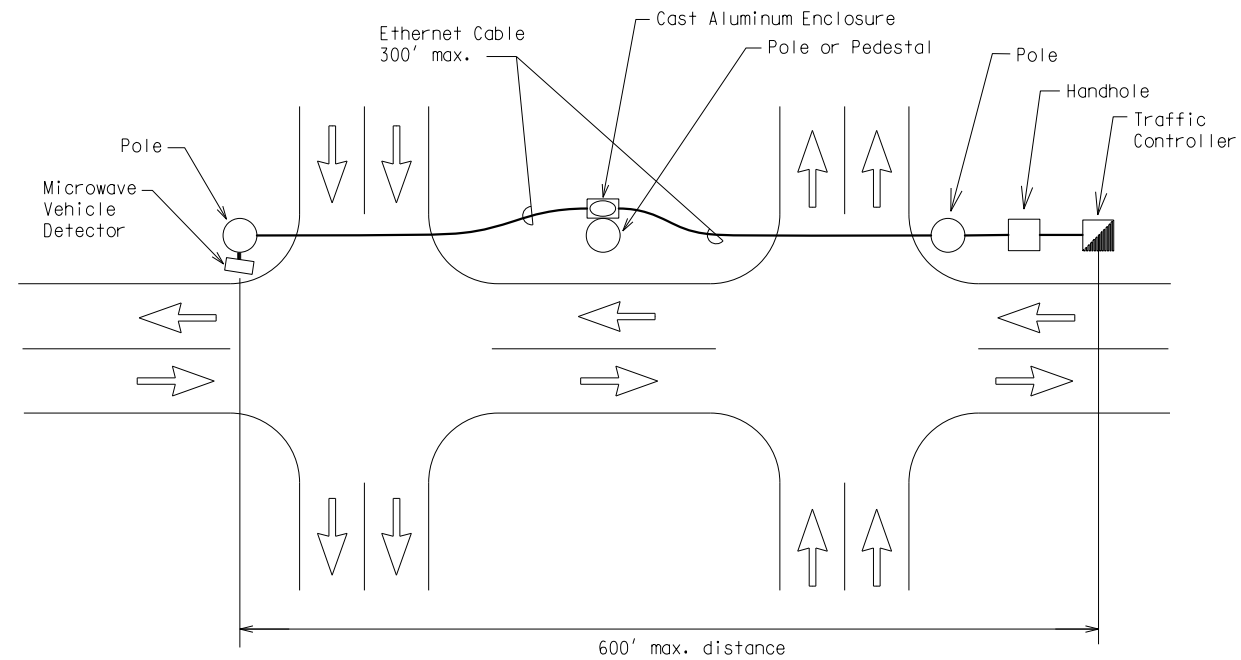 Cast Aluminum Enclosure
Ethernet Cable
300' max.
Pole or Pedestal
Pole
Handhole
Traffic
Controller
Pole
Microwave
Vehicle
Detector
600' max. distance